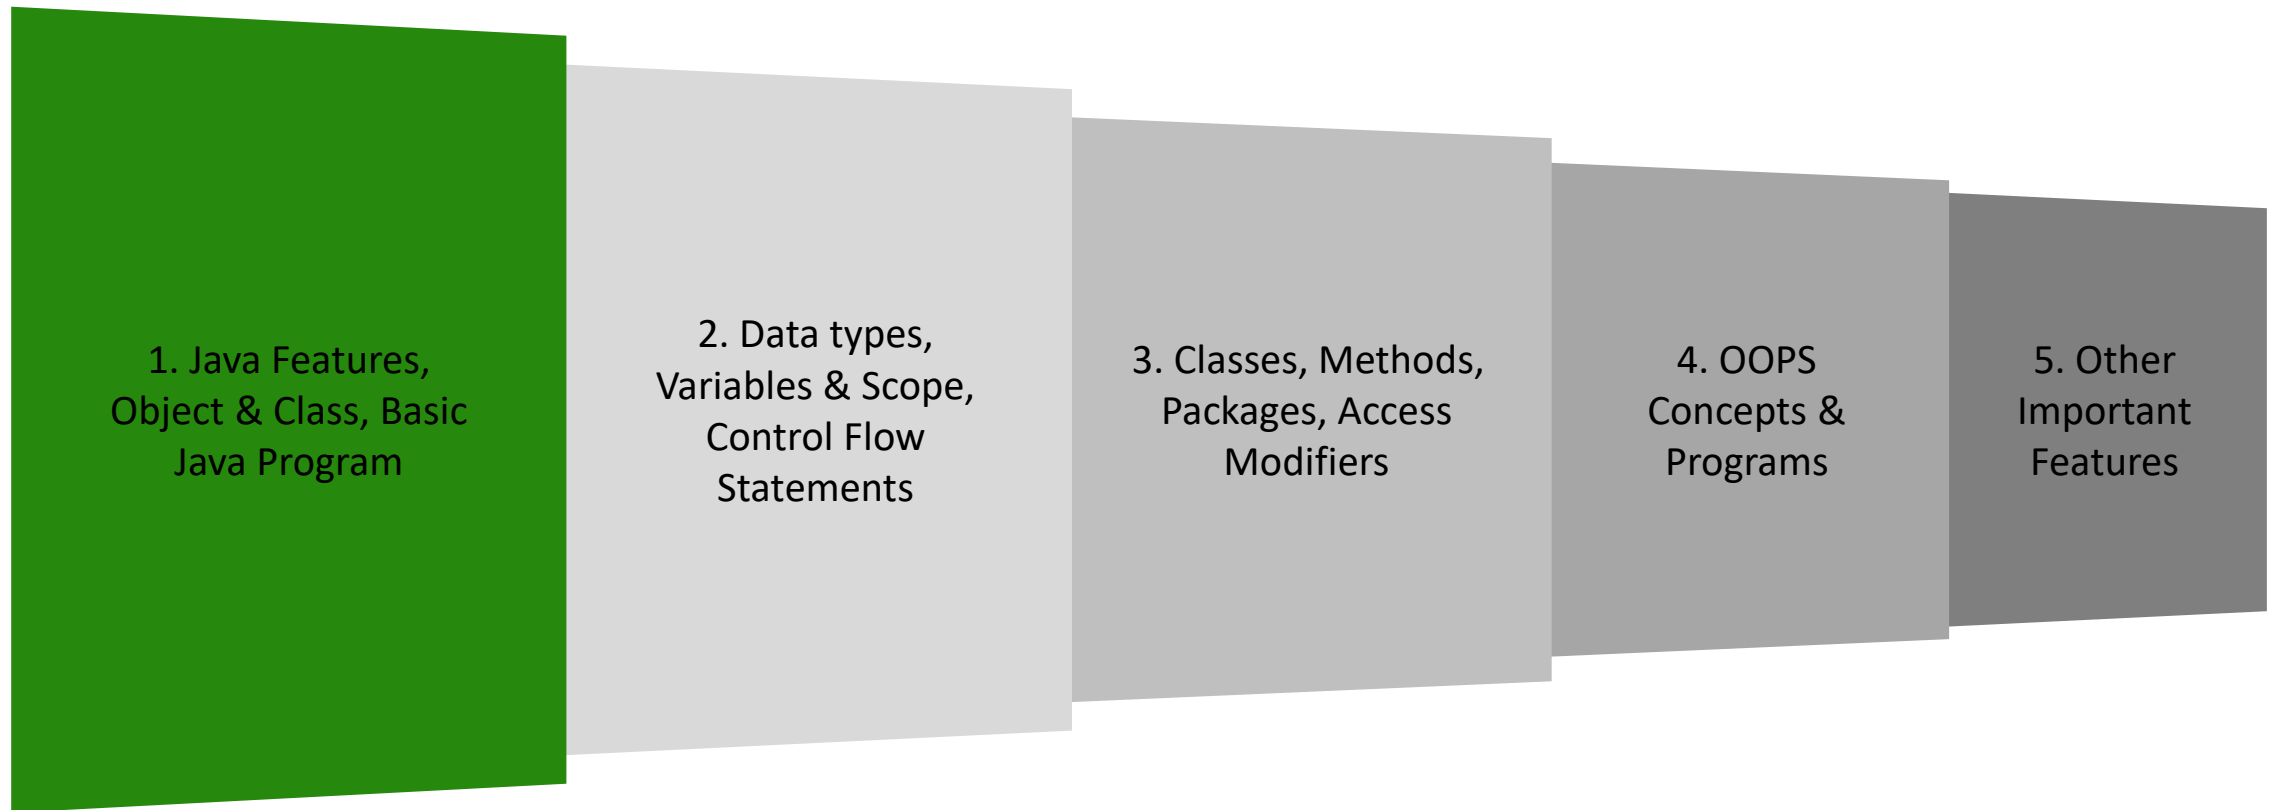 1. Java Features,
Object & Class, Basic
Java Program
2. Data types,
Variables & Scope,
Control Flow
Statements
3. Classes, Methods,
Packages, Access
Modifiers
4. OOPS
Concepts &
Programs
5. Other
Important
Features